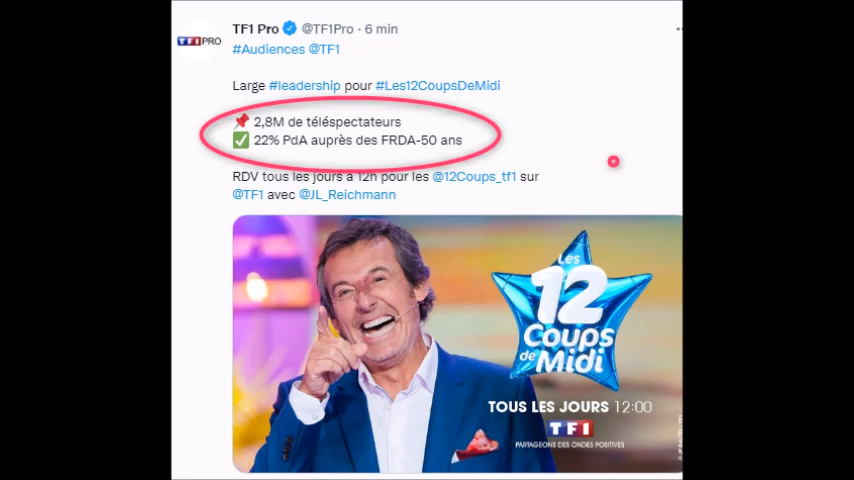 TF1 Pro @TF1Pro · 6 min
TF1 PRO
#Audiences @TF1
Large #leadership pour #Les12CoupsDeMidi
2,8M de téléspectateurs
22% PdA auprès des FRDA-50 ans
RDV tous les jours à 12h pour les @12Coups_tf1 sur
@TF1 avec @JL_Reichmann
Les
12
Coups
de Midi
TOUS LES JOURS 12:00
TF1
PARTAGEONS DES ONDES POSITIVES